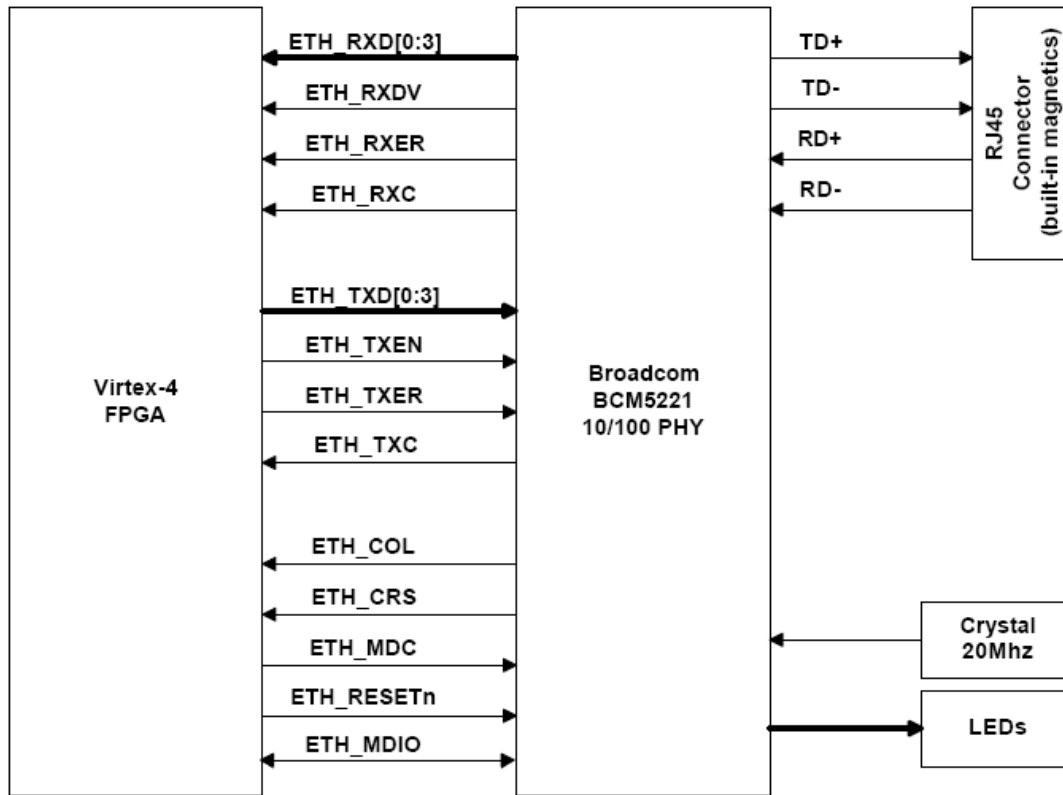 ETH_RXD[0:3]
ETH_RXDV
ETH_RXER
ETH_RXC
ETH_TXD[0:3]
ETH_TXEN
ETH_TXER
ETH_TXC
ETH_COL
ETH_CRS
ETH_MDC
ETH_RESETn
ETH_MDIO
Virtex-4
FPGA
Broadcom
BCM5221
10/100 PHY
TD+
TD-
RD+
RD-
RJ45
Connector
(built-in magnetics)
Crystal
20Mhz
LEDs